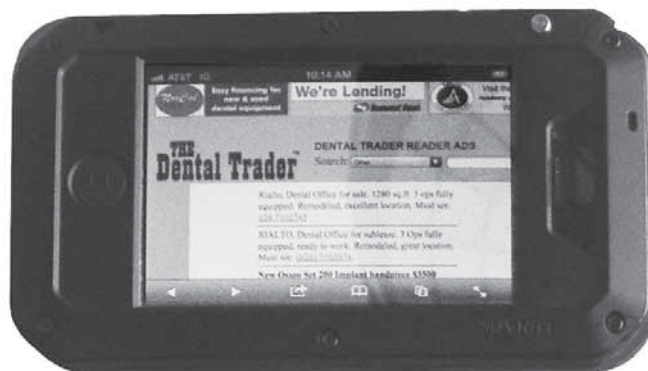 AT&T
10:14 AM
Easy financing for
new & used
dental equipment
We're Lending!
Visit the
THE
Dental Trader
DENTAL TRADER READER ADS
Search: Other
Rialto, Dental Office for sale. 1280 sq.ft. 3 ops fully
equipped. Remodeled, excellent location, Must see.
RIALTO, Dental Office for sublease. 3 Ops fully
equipped, ready to work. Remodeled, great location,
Must see.
New Osseo Set 200 Implant handpiece $3500